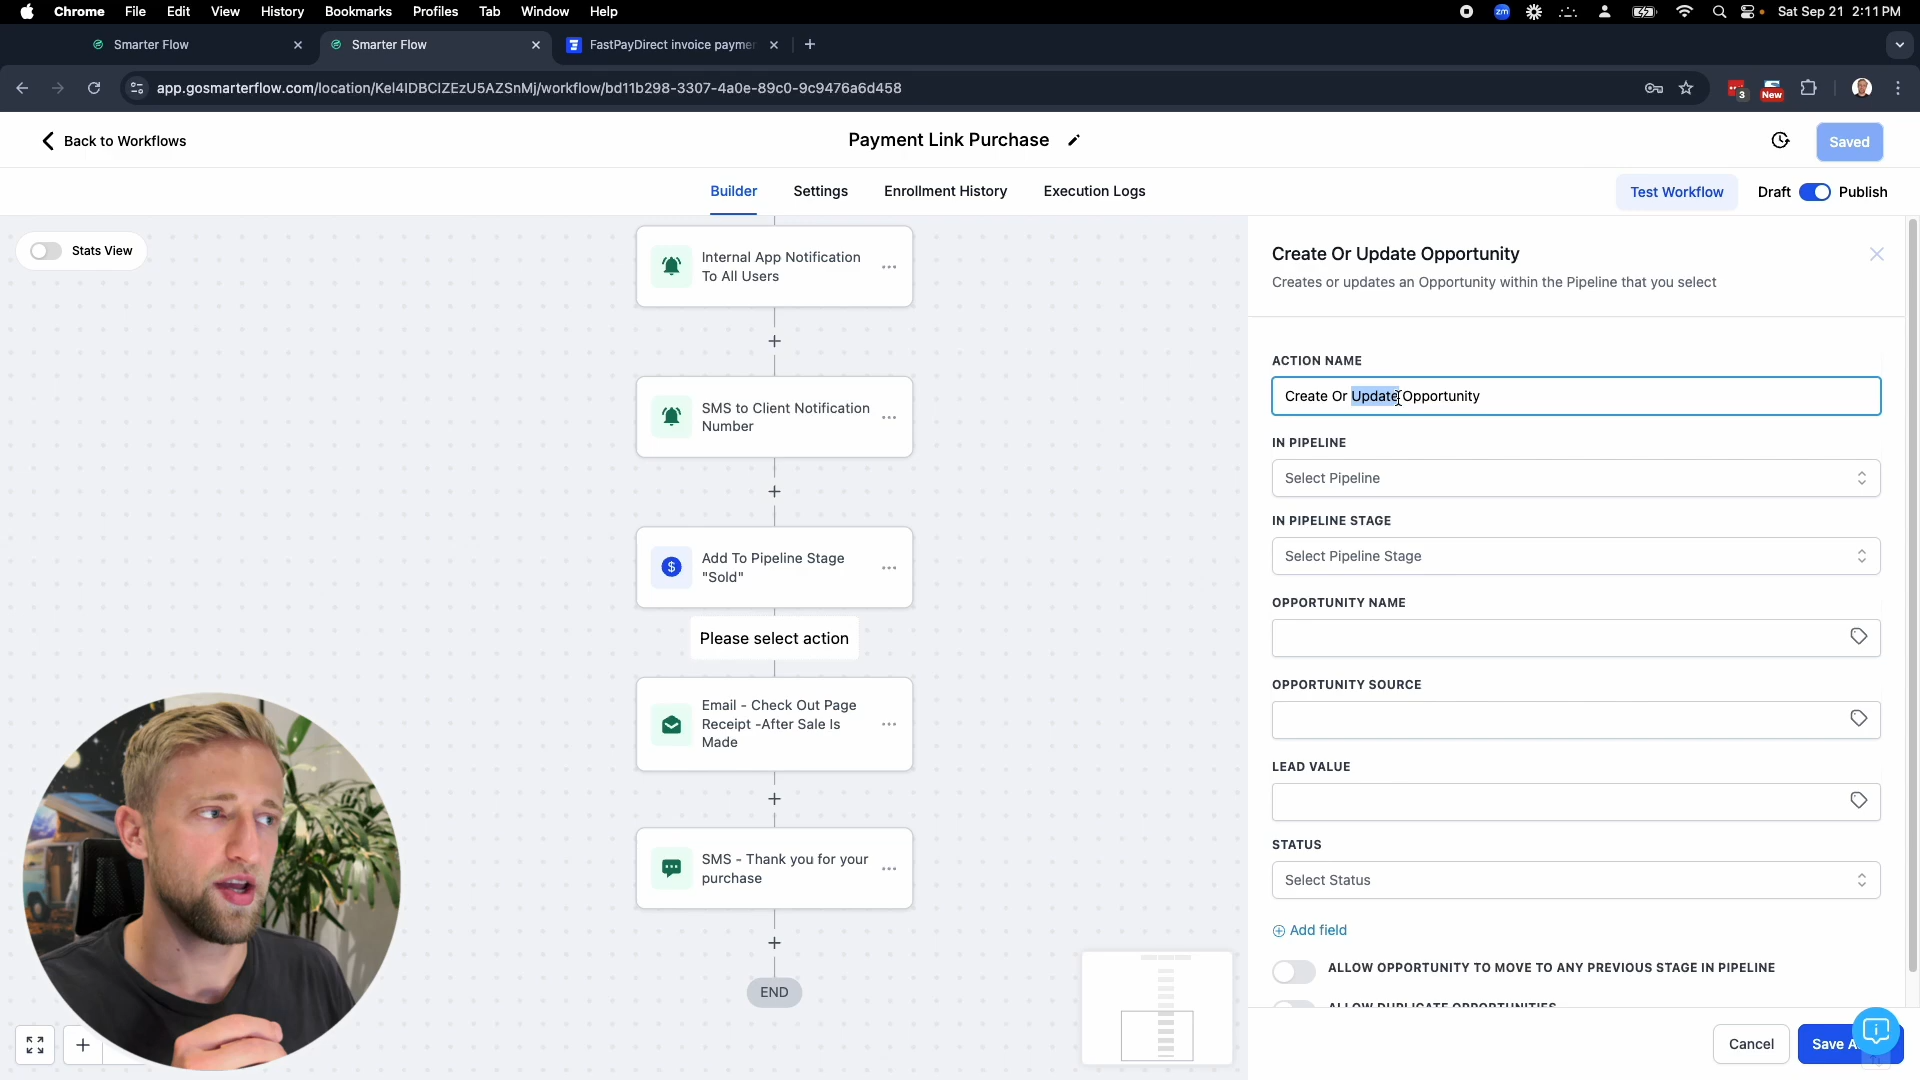 Chrome File Edit View History Bookmarks Profiles Tab Window Help
zm
Sat Sep 21 2:11 PM
Smarter Flow
Smarter Flow
FastPayDirect invoice paymer
app.gosmarterflow.com/location/Kel4IDBCIZEzU5AZSnMj/workflow/bd11b298-3307-4a0e-89c0-9c9476a6d458
3
New
Back to Workflows
Payment Link Purchase
Saved
Builder Settings Enrollment History Execution Logs
Test Workflow
Draft Publish
Stats View
Internal App Notification
To All Users
SMS to Client Notification
Number
Add To Pipeline Stage
"Sold"
Please select action
Email - Check Out Page
Receipt -After Sale Is
Made
SMS - Thank you for your
purchase
END
Create Or Update Opportunity
Creates or updates an Opportunity within the Pipeline that you select
ACTION NAME
Create Or Update Opportunity
IN PIPELINE
Select Pipeline
IN PIPELINE STAGE
Select Pipeline Stage
OPPORTUNITY NAME
OPPORTUNITY SOURCE
LEAD VALUE
STATUS
Select Status
Add field
ALLOW OPPORTUNITY TO MOVE TO ANY PREVIOUS STAGE IN PIPELINE
ALLOW DUPLICATE OPPORTUNITIES
Cancel
Save A